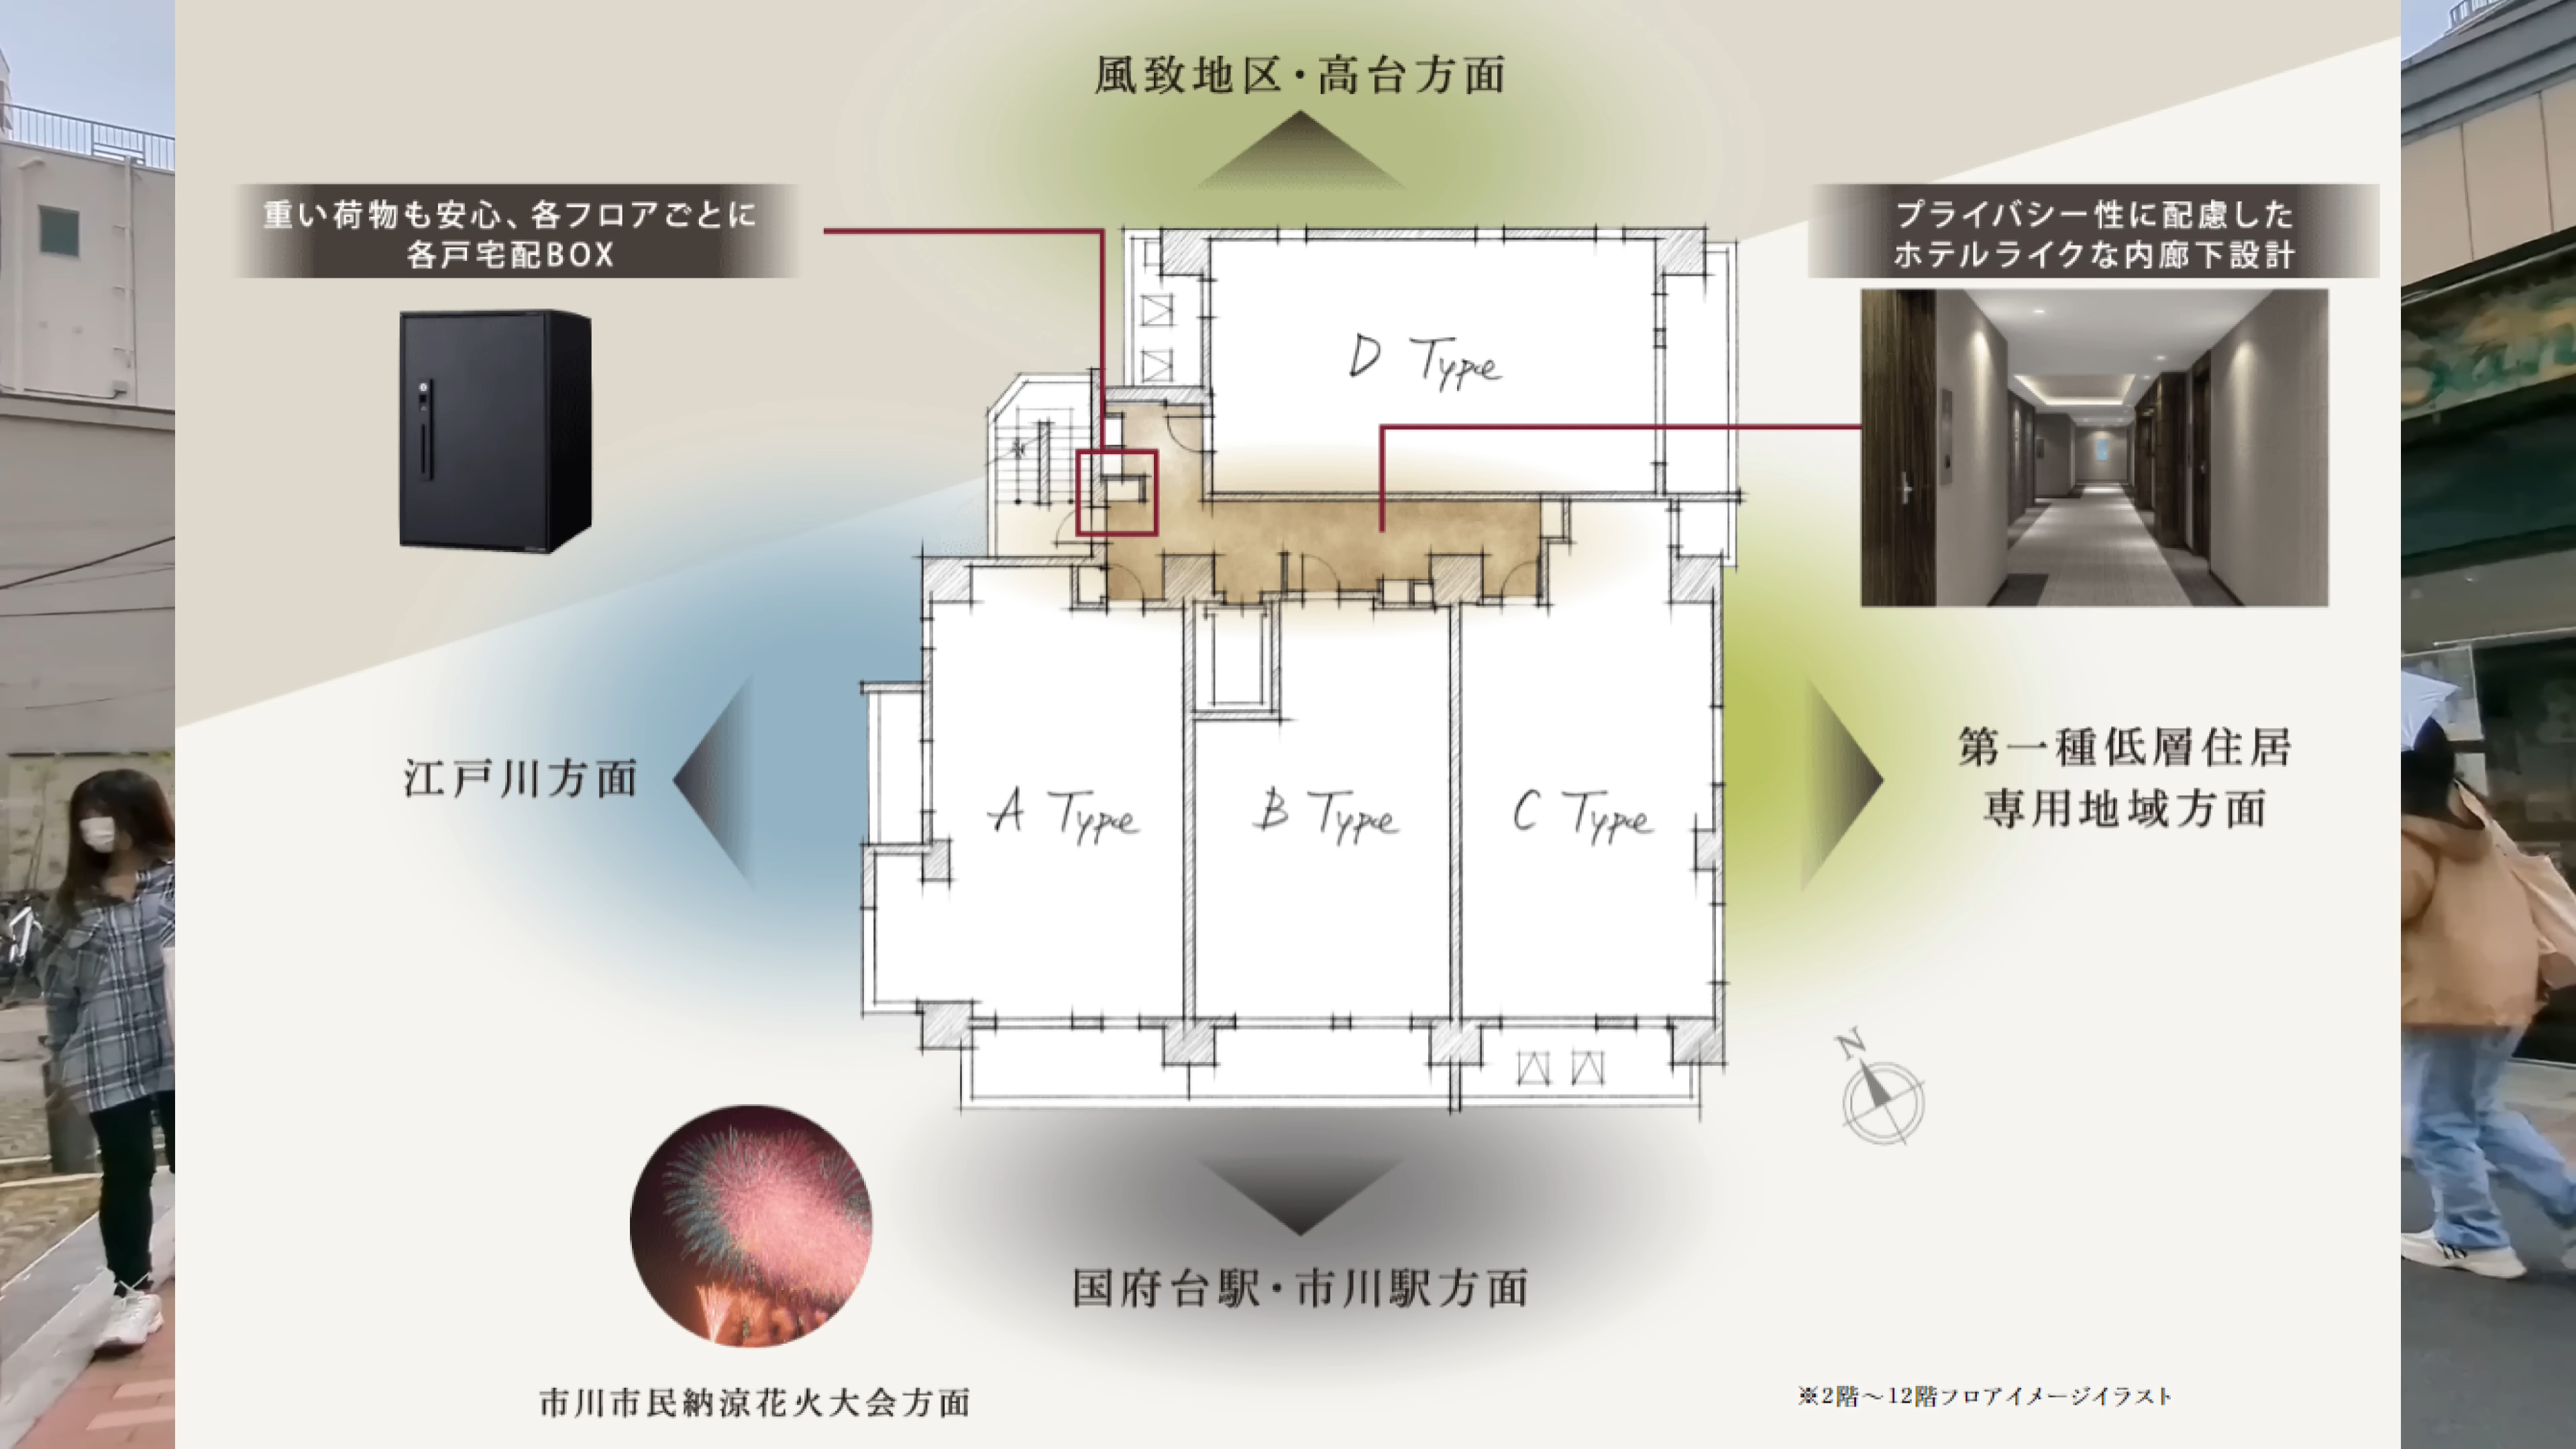 風致地区・高台方面
重い荷物も安心、各フロアごとに
各戸宅配BOX
プライバシー性に配慮した
ホテルライクな内廊下設計
D Type
江戸川方面
第一種低層住居
専用地域方面
A Type
B Type
C Type
N
国府台駅・市川駅方面
市川市民納涼花火大会方面
※2階〜12階フロアイメージイラスト